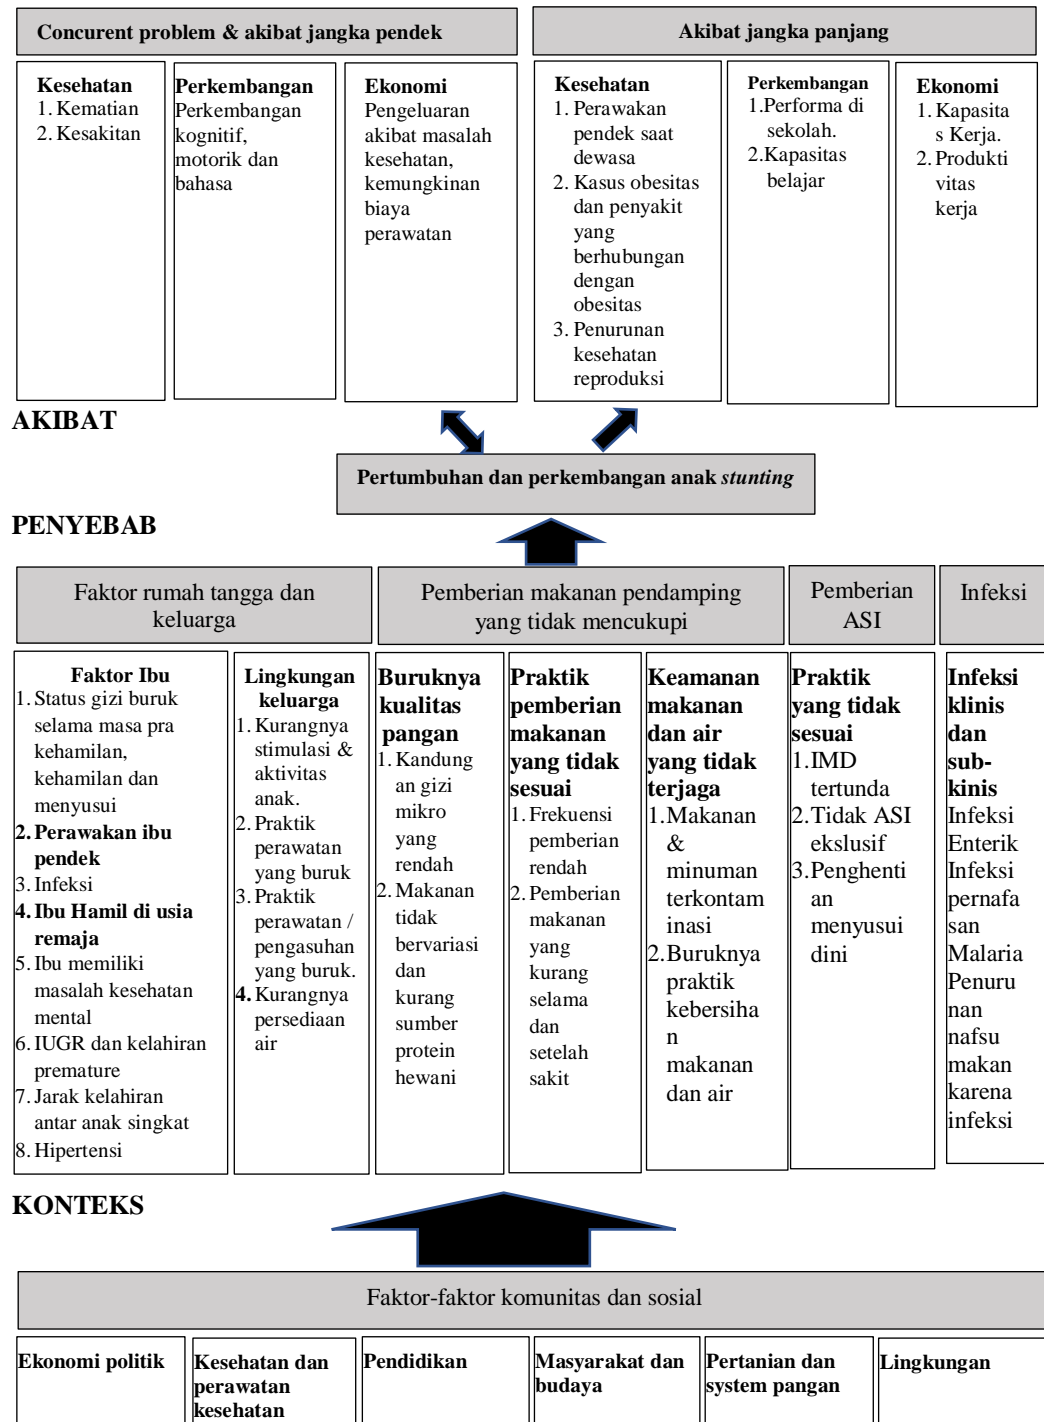 Concurent problem & akibat jangka pendek
Akibat jangka panjang
Kesehatan
1. Kematian
2. Kesakitan
Perkembangan
Perkembangan
kognitif,
motorik dan
bahasa
Ekonomi
Pengeluaran
akibat masalah
kesehatan,
kemungkinan
biaya
perawatan
Kesehatan
1. Perawakan
pendek saat
dewasa
2. Kasus obesitas
dan penyakit
yang
berhubungan
dengan
obesitas
3. Penurunan
kesehatan
reproduksi
Perkembangan
1.Performa di
sekolah.
2.Kapasitas
belajar
Ekonomi
1. Kapasita
s Kerja.
2. Produkti
vitas
kerja
AKIBAT
Pertumbuhan dan perkembangan anak stunting
PENYEBAB
Faktor rumah tangga dan
keluarga
Pemberian makanan pendamping
yang tidak mencukupi
Pemberian
ASI
Infeksi
Faktor Ibu
1. Status gizi buruk
selama masa pra
kehamilan,
kehamilan dan
menyusui
2. Perawakan ibu
pendek
3. Infeksi
4. Ibu Hamil di usia
remaja
5. Ibu memiliki
masalah kesehatan
mental
6. IUGR dan kelahiran
premature
7. Jarak kelahiran
antar anak singkat
8. Hipertensi
Lingkungan
keluarga
1. Kurangnya
stimulasi &
aktivitas
anak.
2. Praktik
perawatan
yang buruk
3. Praktik
perawatan /
pengasuhan
yang buruk.
4. Kurangnya
persediaan
air
Buruknya
kualitas
pangan
1. Kandung
an gizi
mikro
yang
rendah
2. Makanan
tidak
bervariasi
dan
kurang
sumber
protein
hewani
Praktik
pemberian
makanan
yang tidak
sesuai
1. Frekuensi
pemberian
rendah
2. Pemberian
makanan
yang
kurang
selama
dan
setelah
sakit
Keamanan
makanan
dan air
yang tidak
terjaga
1.Makanan
&
minuman
terkontam
inasi
2.Buruknya
praktik
kebersiha
n
makanan
dan air
Praktik
yang tidak
sesuai
1.IMD
tertunda
2.Tidak ASI
ekslusif
3.Penghenti
an
menyusui
dini
Infeksi
klinis
dan
sub-
kinis
Infeksi
Enterik
Infeksi
pernafa
san
Malaria
Penuru
nan
nafsu
makan
karena
infeksi
KONTEKS
Faktor-faktor komunitas dan sosial
Ekonomi politik
Kesehatan dan
perawatan
kesehatan
Pendidikan
Masyarakat dan
budaya
Pertanian dan
system pangan
Lingkungan